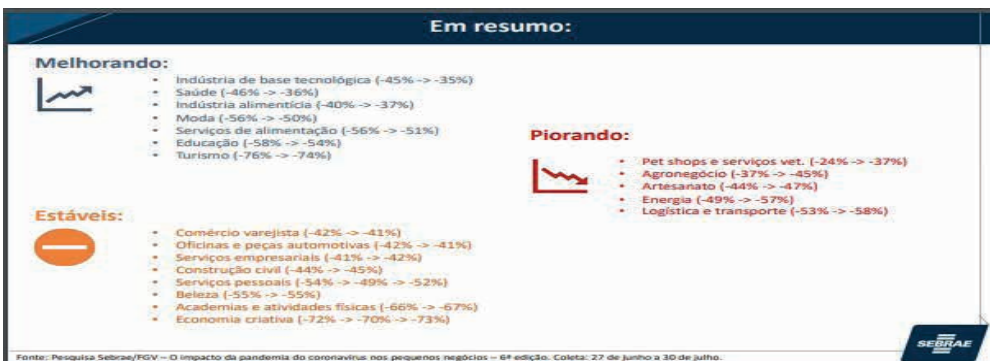 Em resumo:
Melhorando:
• Indústria de base tecnológica (-45% -> -35%)
• Saúde (-46% -> -36%)
• Indústria alimentícia (-40% -> -37%)
• Moda (-56% -> -50%)
• Serviços de alimentação (-56% -> -51%)
• Educação (-58% -> -54%)
• Turismo (-76% -> -74%)
Piorando:
• Pet shops e serviços vet. (-24% -> -37%)
• Agronegócio (-37% -> -45%)
• Artesanato (-44% -> -47%)
• Energia (-49% -> -57%)
• Logística e transporte (-53% -> -58%)
Estáveis:
• Comércio varejista (-42% -> -41%)
• Oficinas e peças automotivas (-42% -> -41%)
• Serviços empresariais (-41% -> -42%)
• Construção civil (-44% -> -45%)
• Serviços pessoais (-54% -> -49% -> -52%)
• Beleza (-55% -> -55%)
• Academias e atividades físicas (-66% -> -67%)
• Economia criativa (-72% -> -70% -> -73%)
SEBRAE
Fonte: Pesquisa Sebrae/FGV – O impacto da pandemia do coronavírus nos pequenos negócios – 6ª edição. Coleta: 27 de junho a 30 de julho.